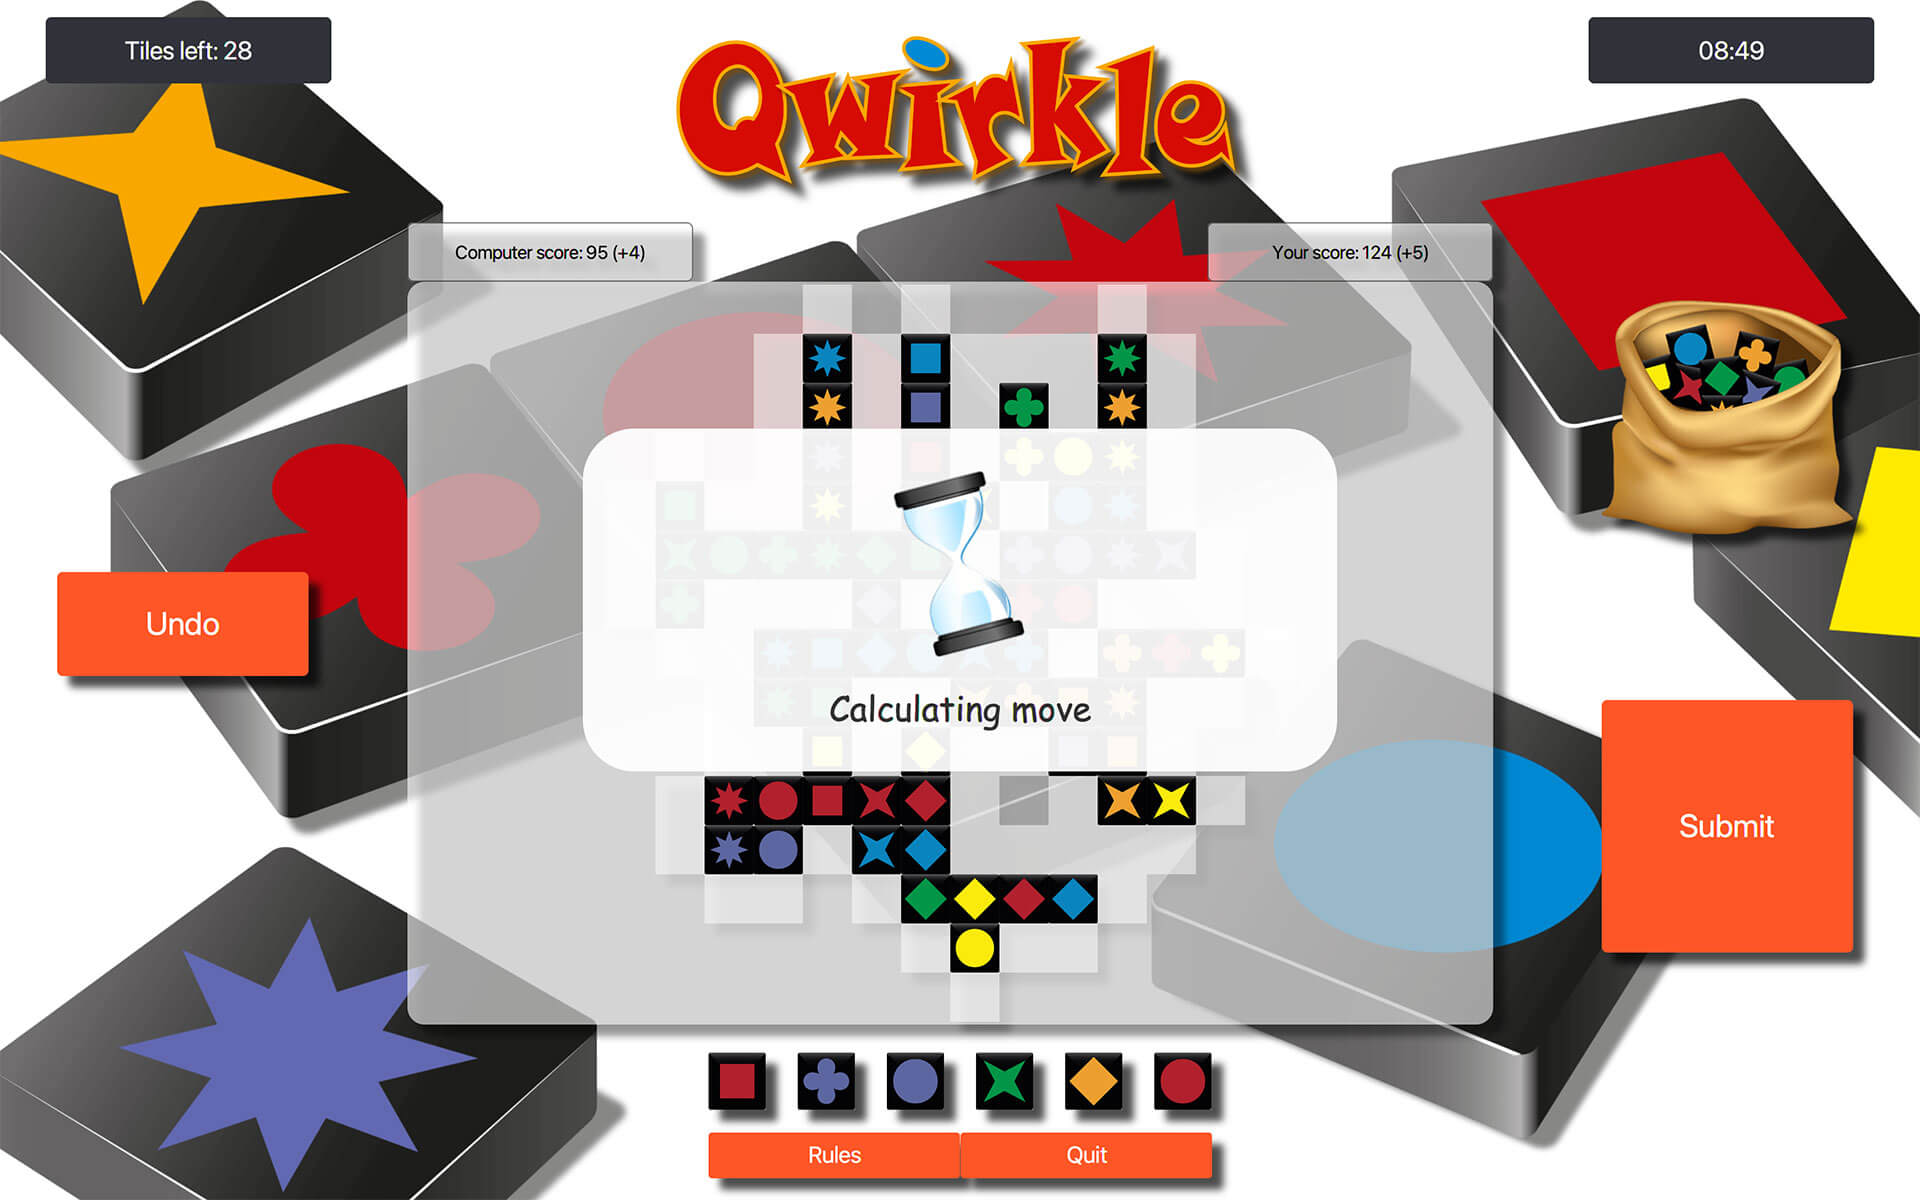 Tiles left: 28
Qwirkle
08:49
Computer score: 95 (+4)
Your score: 124 (+5)
Undo
Calculating move
Submit
Rules
Quit